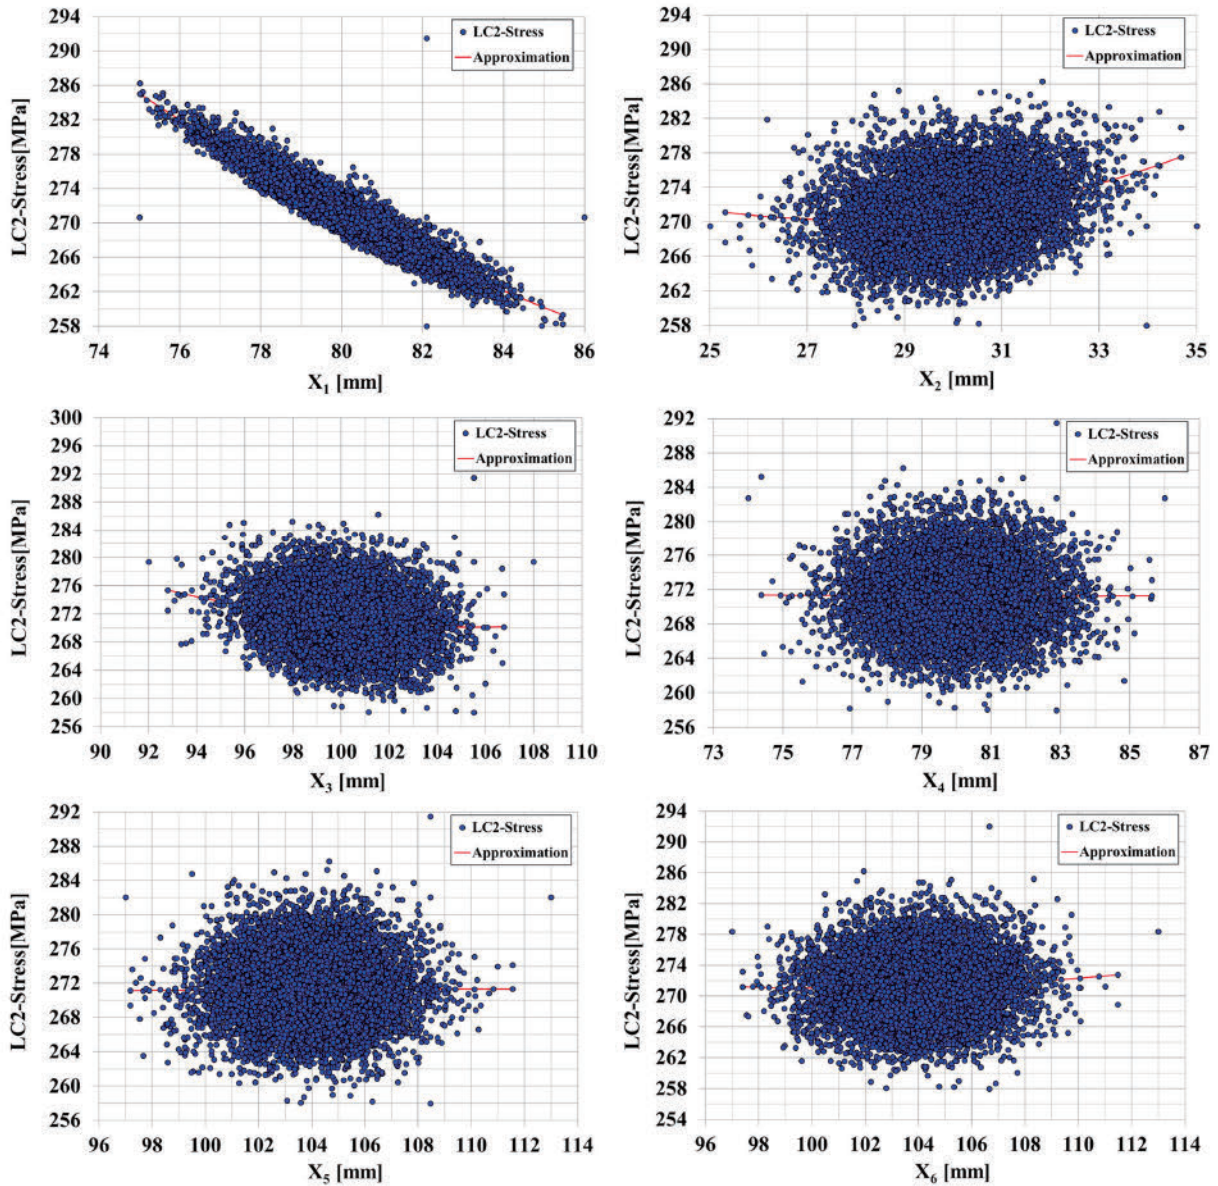 294
290
286
282
278
274
270
266
262
258
LC2-Stress[MPa]
LC2-Stress
Approximation
74 76 78 80 82 84 86
X1 [mm]
294
290
286
282
278
274
270
266
262
258
LC2-Stress[MPa]
LC2-Stress
Approximation
25 27 29 31 33 35
X2 [mm]
300
296
292
288
284
280
276
272
268
264
260
256
LC2-Stress[MPa]
LC2-Stress
Approximation
90 92 94 96 98 100 102 104 106 108 110
X3 [mm]
292
288
284
280
276
272
268
264
260
256
LC2-Stress[MPa]
LC2-Stress
Approximation
73 75 77 79 81 83 85 87
X4 [mm]
292
288
284
280
276
272
268
264
260
256
LC2-Stress[MPa]
LC2-Stress
Approximation
96 98 100 102 104 106 108 110 112 114
X5 [mm]
294
290
286
282
278
274
270
266
262
258
254
LC2-Stress[MPa]
LC2-Stress
Approximation
96 98 100 102 104 106 108 110 112 114
X6 [mm]